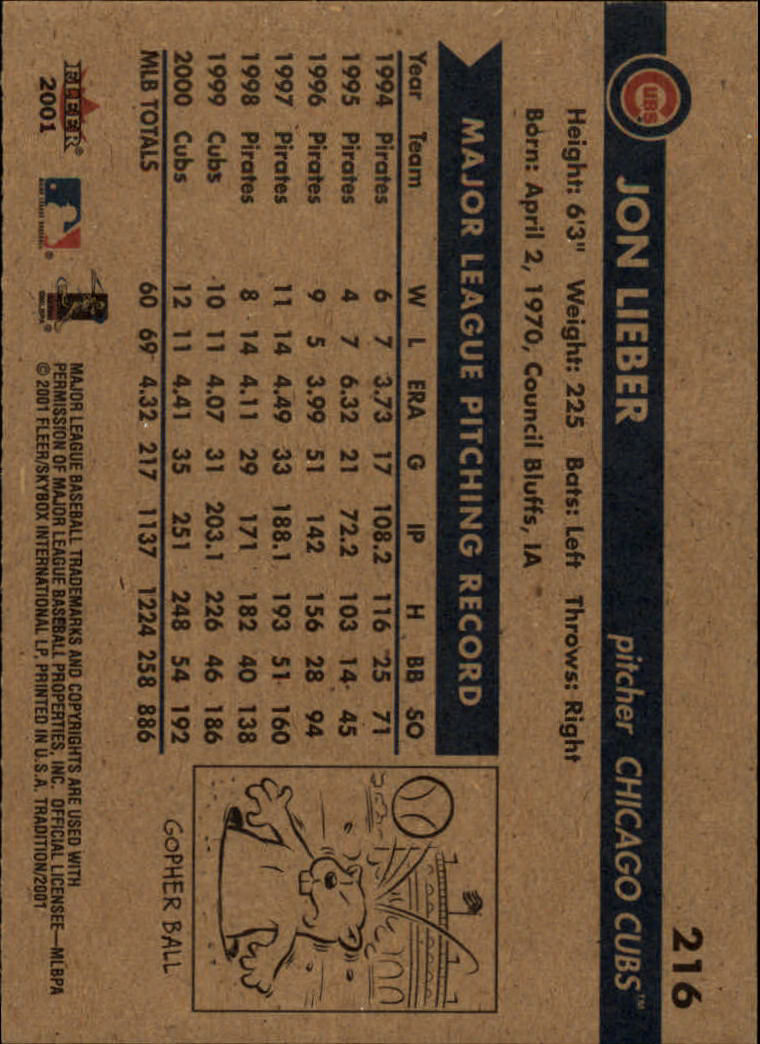 216
CUBS
JON LIEBER pitcher CHICAGO CUBS™
Height: 6'3" Weight: 225 Bats: Left Throws: Right
Born: April 2, 1970, Council Bluffs, IA
MAJOR LEAGUE PITCHING RECORD
Year Team W L ERA G IP H BB SO
1994 Pirates 6 7 3.73 17 108.2 116 25 71
1995 Pirates 4 7 6.32 21 72.2 103 14 45
1996 Pirates 9 5 3.99 51 142 156 28 94
1997 Pirates 11 14 4.49 33 188.1 193 51 160
1998 Pirates 8 14 4.11 29 171 182 40 138
1999 Cubs 10 11 4.07 31 203.1 226 46 186
2000 Cubs 12 11 4.41 35 251 248 54 192
MLB TOTALS 60 69 4.32 217 1137 1224 258 886
GOPHER BALL
FLEER®
2001
MAJOR LEAGUE BASEBALL TRADEMARKS AND COPYRIGHTS ARE USED WITH
PERMISSION OF MAJOR LEAGUE BASEBALL PROPERTIES, INC. OFFICIAL LICENSEE—MLBPA
© 2001 FLEER/SKYBOX INTERNATIONAL LP. PRINTED IN U.S.A. TRADITION/2001